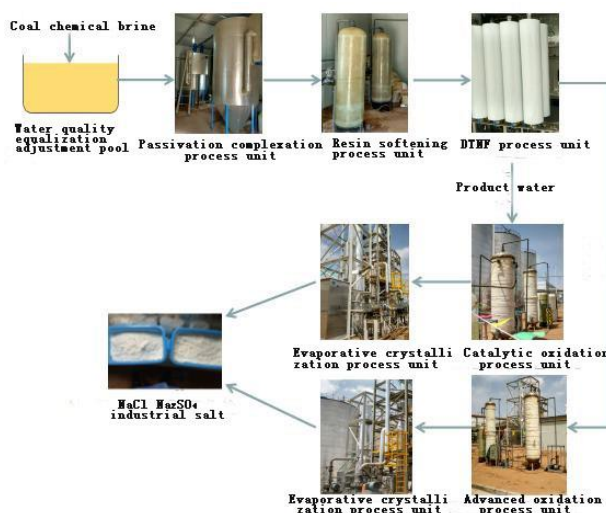 Coal chemical brine
Water quality
equalization
adjustment pool
Passivation complexation
process unit
Resin softening
process unit
DTNF process unit
Product water
Evaporative crystalli
zation process unit
Catalytic oxidation
process unit
NaCl Na₂SO₄
industrial salt
Evaporative crystalli
zation process unit
Advanced oxidation
process unit